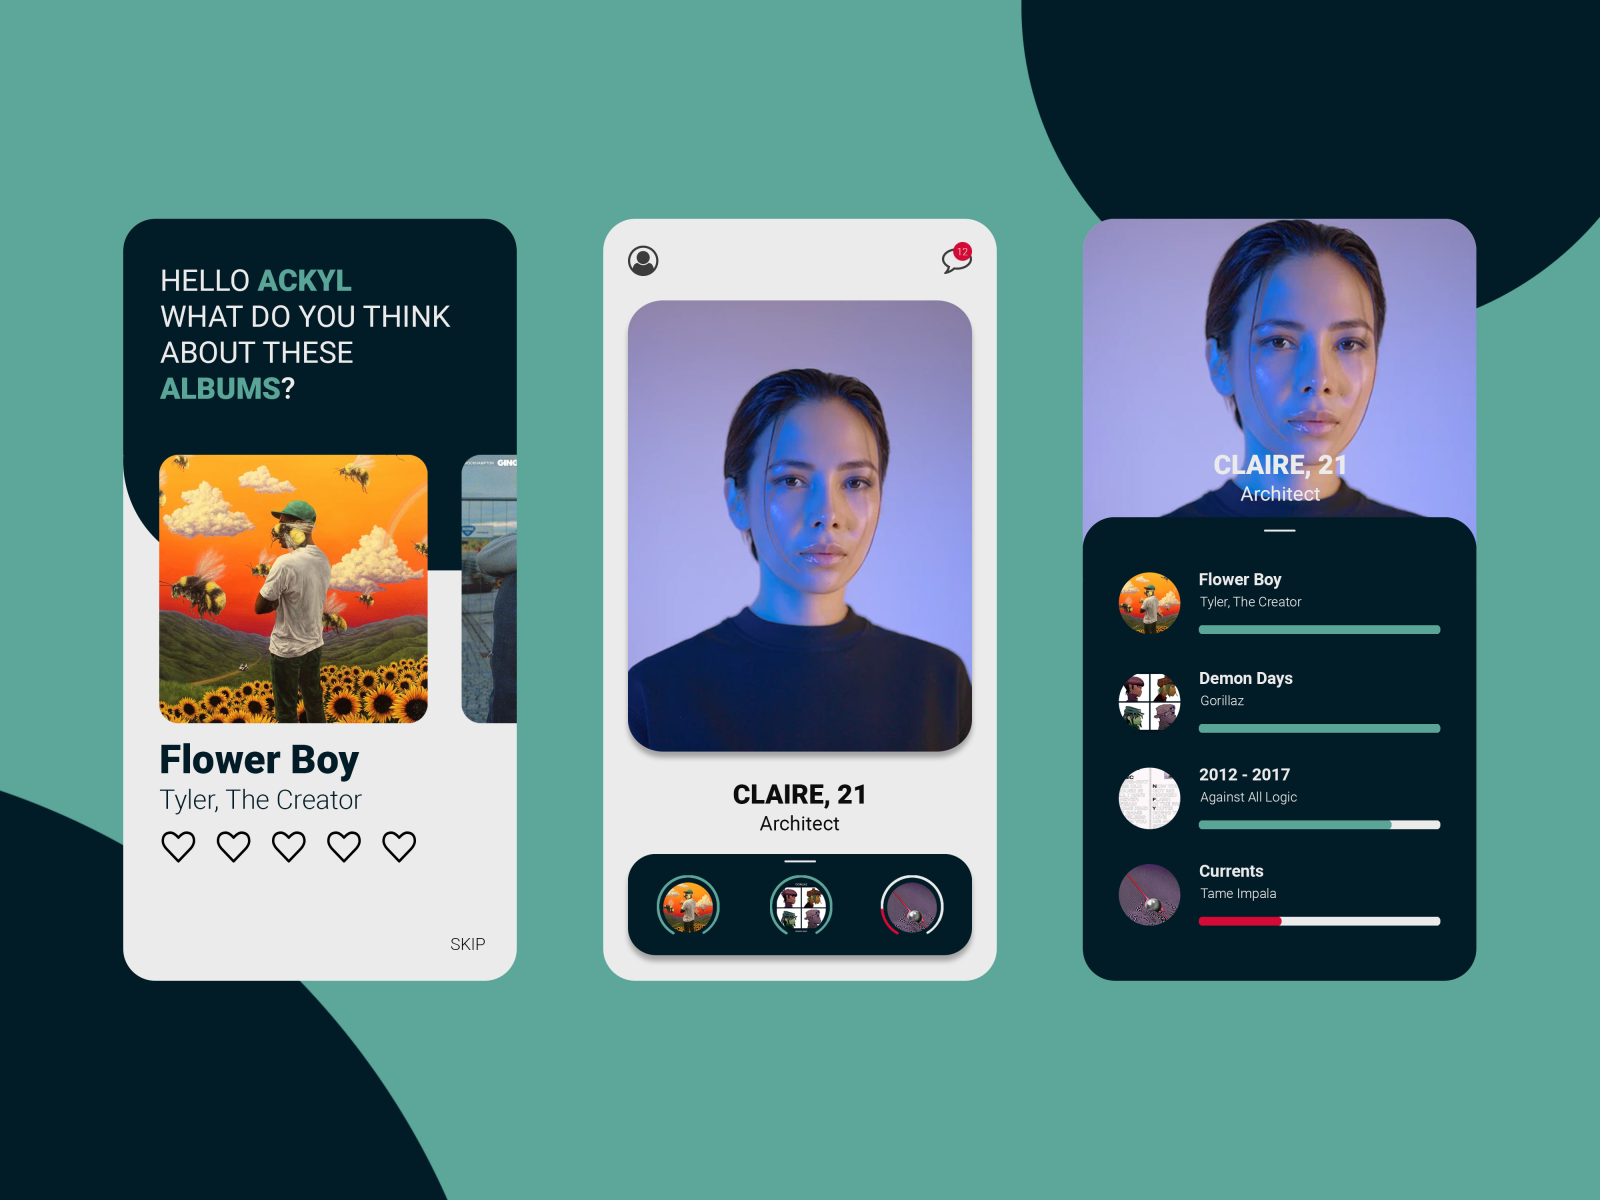 HELLO ACKYL
WHAT DO YOU THINK
ABOUT THESE
ALBUMS?
Flower Boy
Tyler, The Creator
SKIP
12
CLAIRE, 21
Architect
CLAIRE, 21
Architect
Flower Boy
Tyler, The Creator
Demon Days
Gorillaz
2012 - 2017
Against All Logic
Currents
Tame Impala